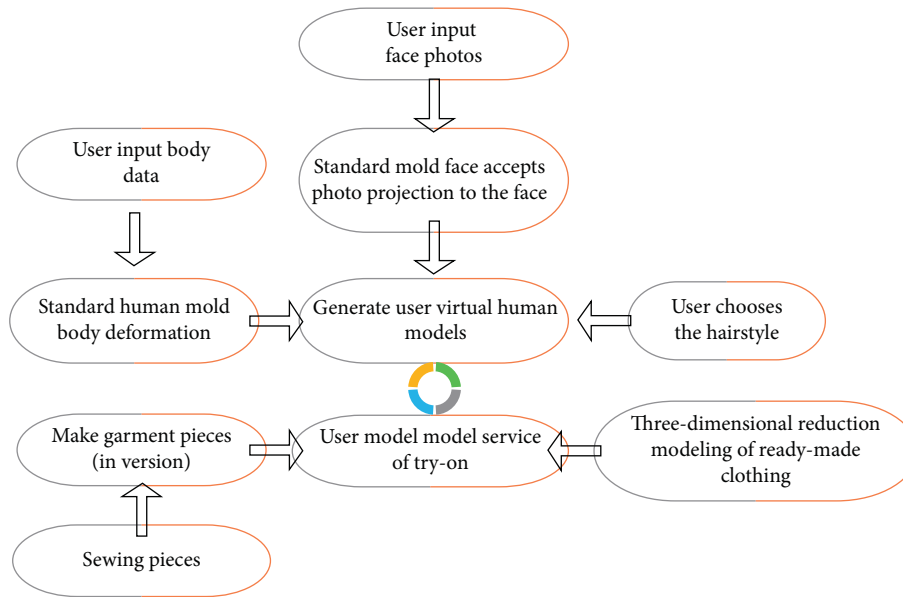 User input
face photos
User input body
data
Standard mold face accepts
photo projection to the face
Standard human mold
body deformation
Generate user virtual human
models
User chooses
the hairstyle
Make garment pieces
(in version)
User model model service
of try-on
Three-dimensional reduction
modeling of ready-made
clothing
Sewing pieces